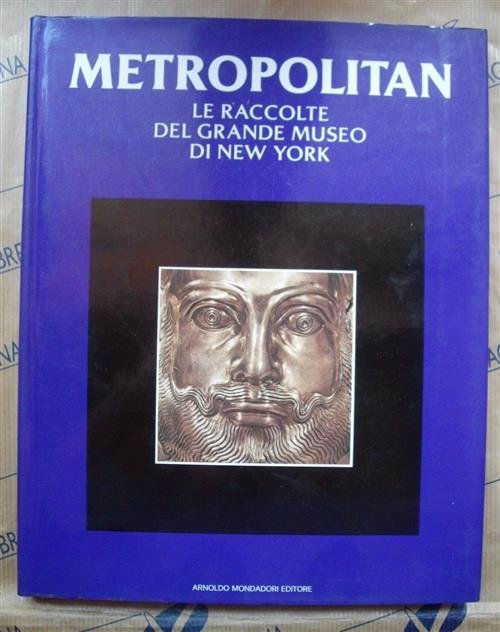 METROPOLITAN
LE RACCOLTE
DEL GRANDE MUSEO
DI NEW YORK
ARNOLDO MONDADORI EDITORE